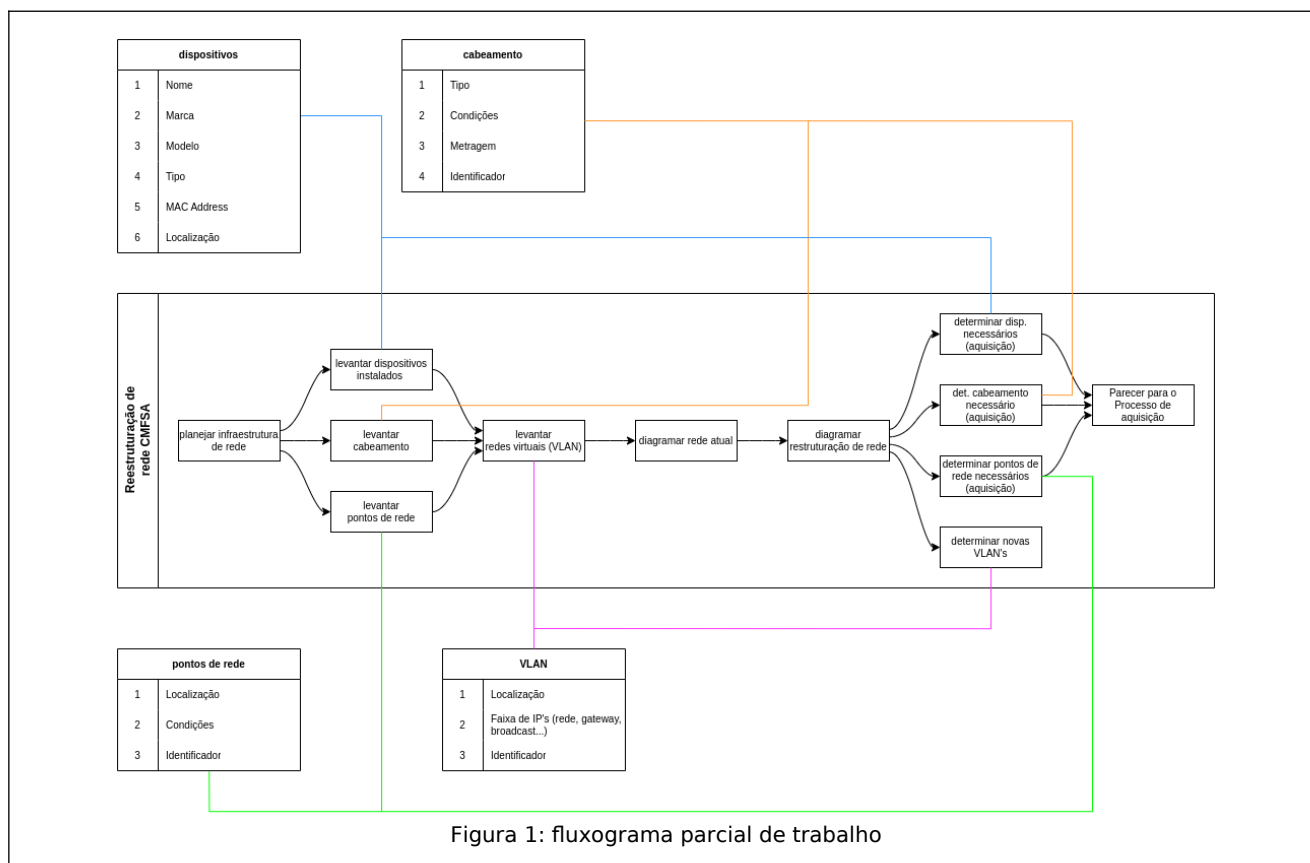 dispositivos
1 Nome
2 Marca
3 Modelo
4 Tipo
5 MAC Address
6 Localização
cabeamento
1 Tipo
2 Condições
3 Metragem
4 Identificador
Reestruturação de
rede CMFSA
planejar infraestrutura
de rede
levantar dispositivos
instalados
levantar
cabeamento
levantar
pontos de rede
levantar
redes virtuais (VLAN)
diagramar rede atual
diagramar
restruturação de rede
determinar disp.
necessários
(aquisição)
det. cabeamento
necessário
(aquisição)
determinar pontos de
rede necessários
(aquisição)
determinar novas
VLAN's
Parecer para o
Processo de
aquisição
pontos de rede
1 Localização
2 Condições
3 Identificador
VLAN
1 Localização
2 Faixa de IP's (rede, gateway,
broadcast...)
3 Identificador
Figura 1: fluxograma parcial de trabalho